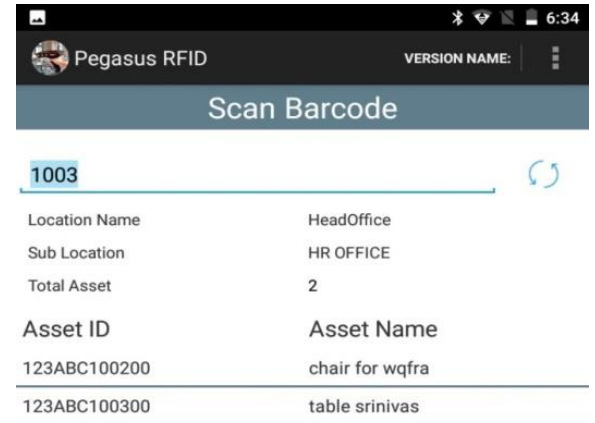 6:34
Pegasus RFID VERSION NAME:
Scan Barcode
1003
Location Name HeadOffice
Sub Location HR OFFICE
Total Asset 2
Asset ID Asset Name
123ABC100200 chair for wqfra
123ABC100300 table srinivas